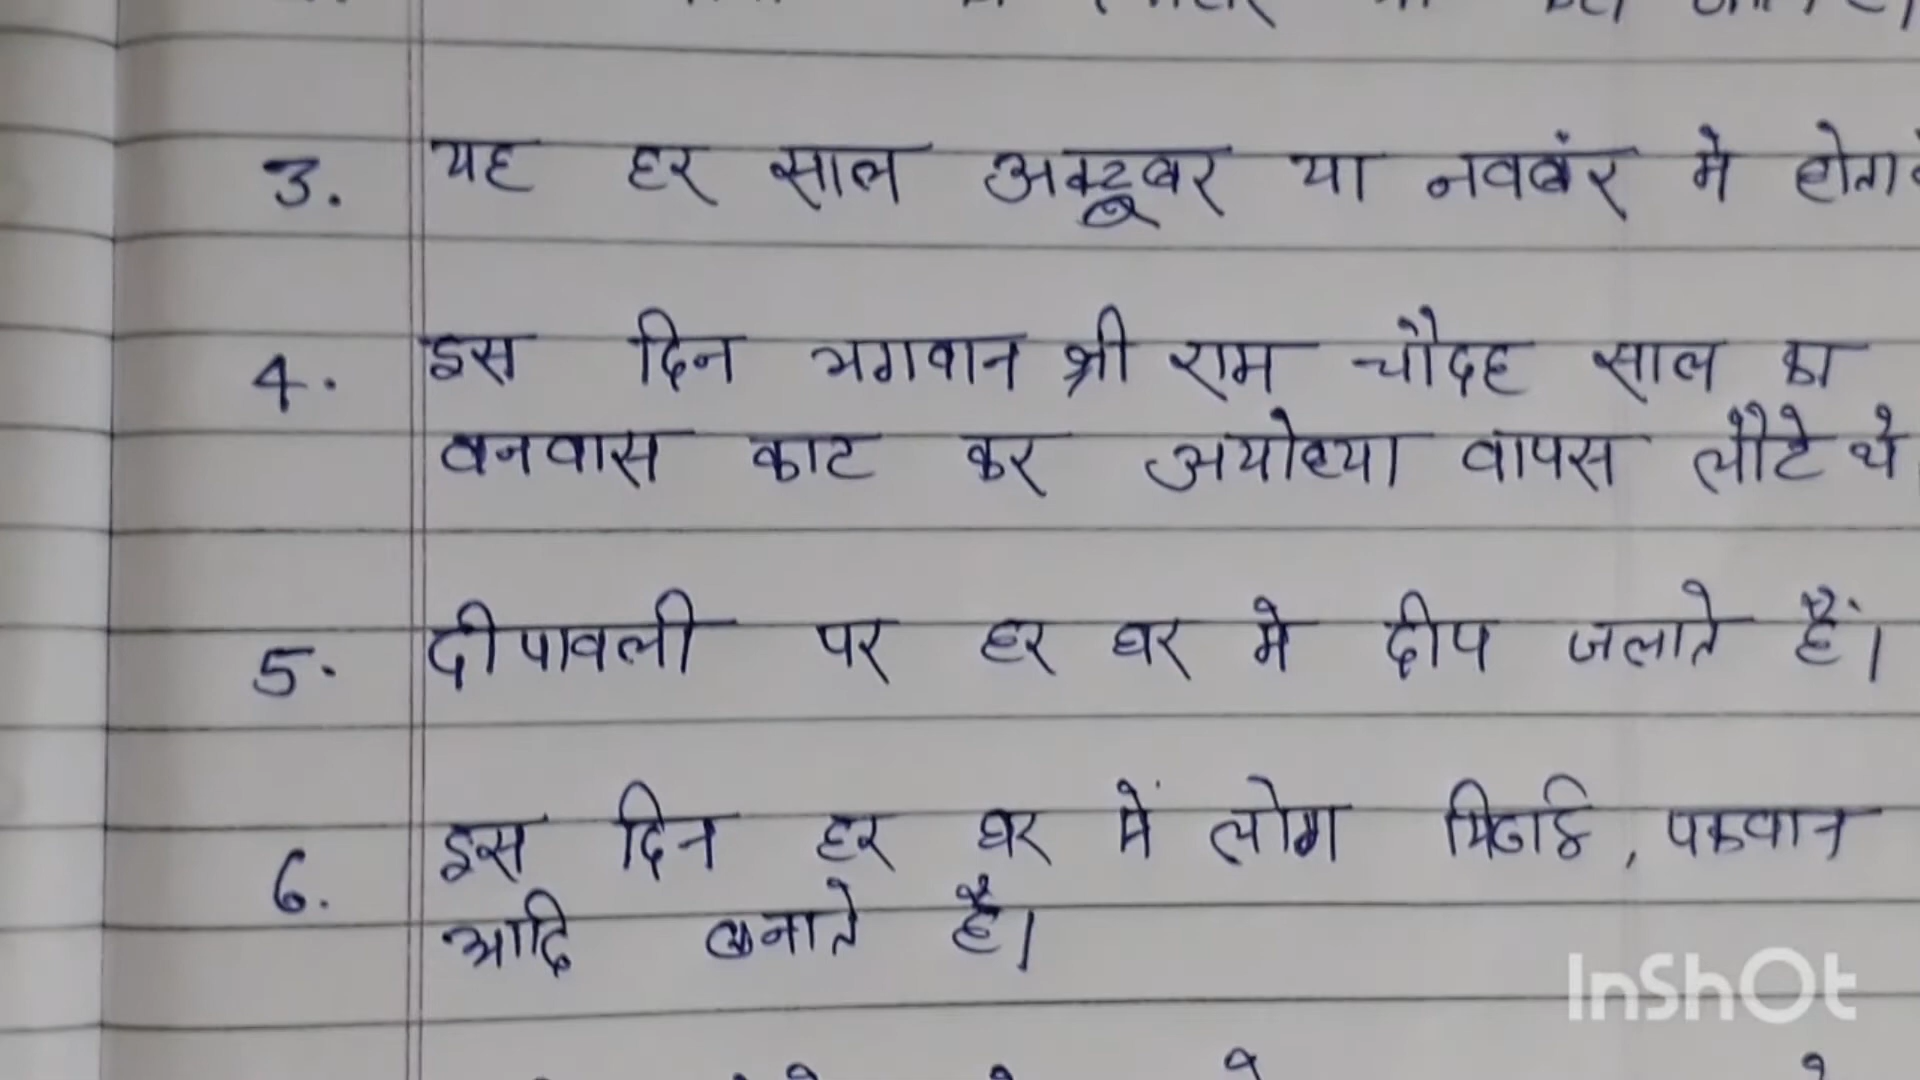 3. यह हर साल अक्टूबर या नवबंर मे होता
4. इस दिन भगवान श्री राम चौदह साल का
वनवास काट कर अयोध्या वापस लौटे थे
5. दीपावली पर हर घर मे दीप जलाते हैं।
6. इस दिन हर घर में लोग मिठाई, पकवान
आदि बनाते है।
InShOt